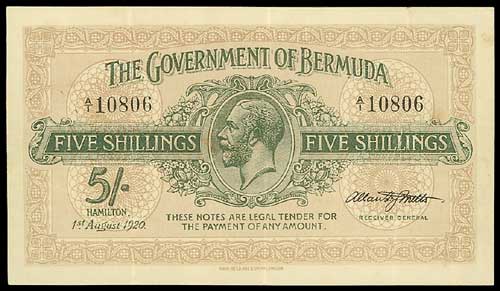 THE GOVERNMENT OF BERMUDA
A/1 10806 A/1 10806
FIVE SHILLINGS FIVE SHILLINGS
5/-
HAMILTON,
1st August 1920.
THESE NOTES ARE LEGAL TENDER FOR
THE PAYMENT OF ANY AMOUNT.
RECEIVER GENERAL